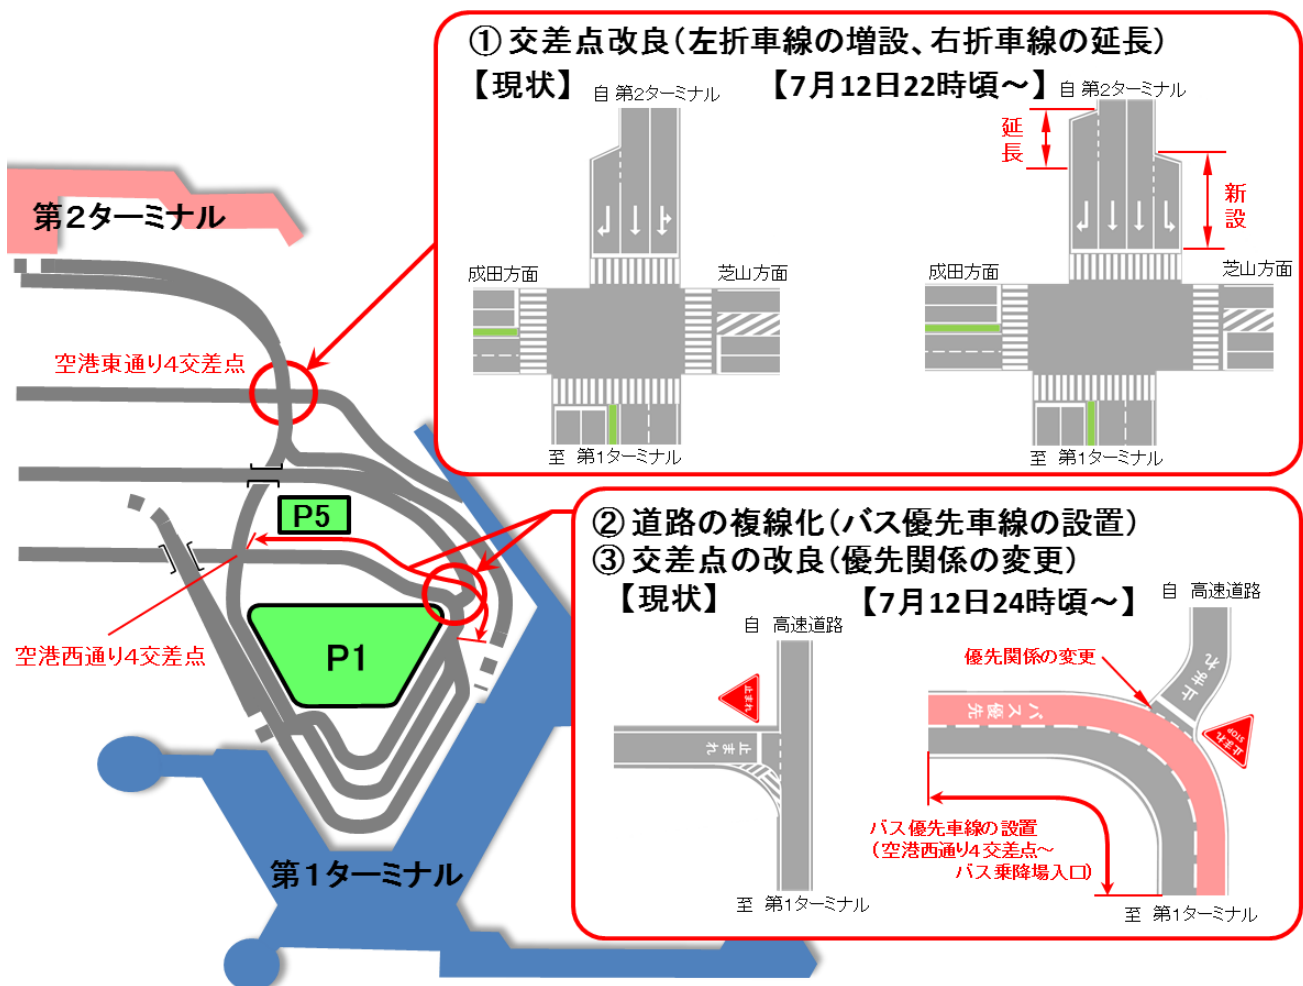 ① 交差点改良(左折車線の増設、右折車線の延長)
【現状】
自 第2ターミナル
【7月12日22時頃～】
自 第2ターミナル
延長
新設
成田方面
芝山方面
成田方面
芝山方面
至 第1ターミナル
至 第1ターミナル
第2ターミナル
空港東通り4交差点
P5
P1
空港西通り4交差点
第1ターミナル
② 道路の複線化(バス優先車線の設置)
③ 交差点の改良(優先関係の変更)
【現状】
自 高速道路
止まれ
止まれ
至 第1ターミナル
【7月12日24時頃～】
自 高速道路
優先関係の変更
止まれ
バス優先
止まれ
STOP
バス優先車線の設置
(空港西通り4交差点～
バス乗降場入口)
至 第1ターミナル